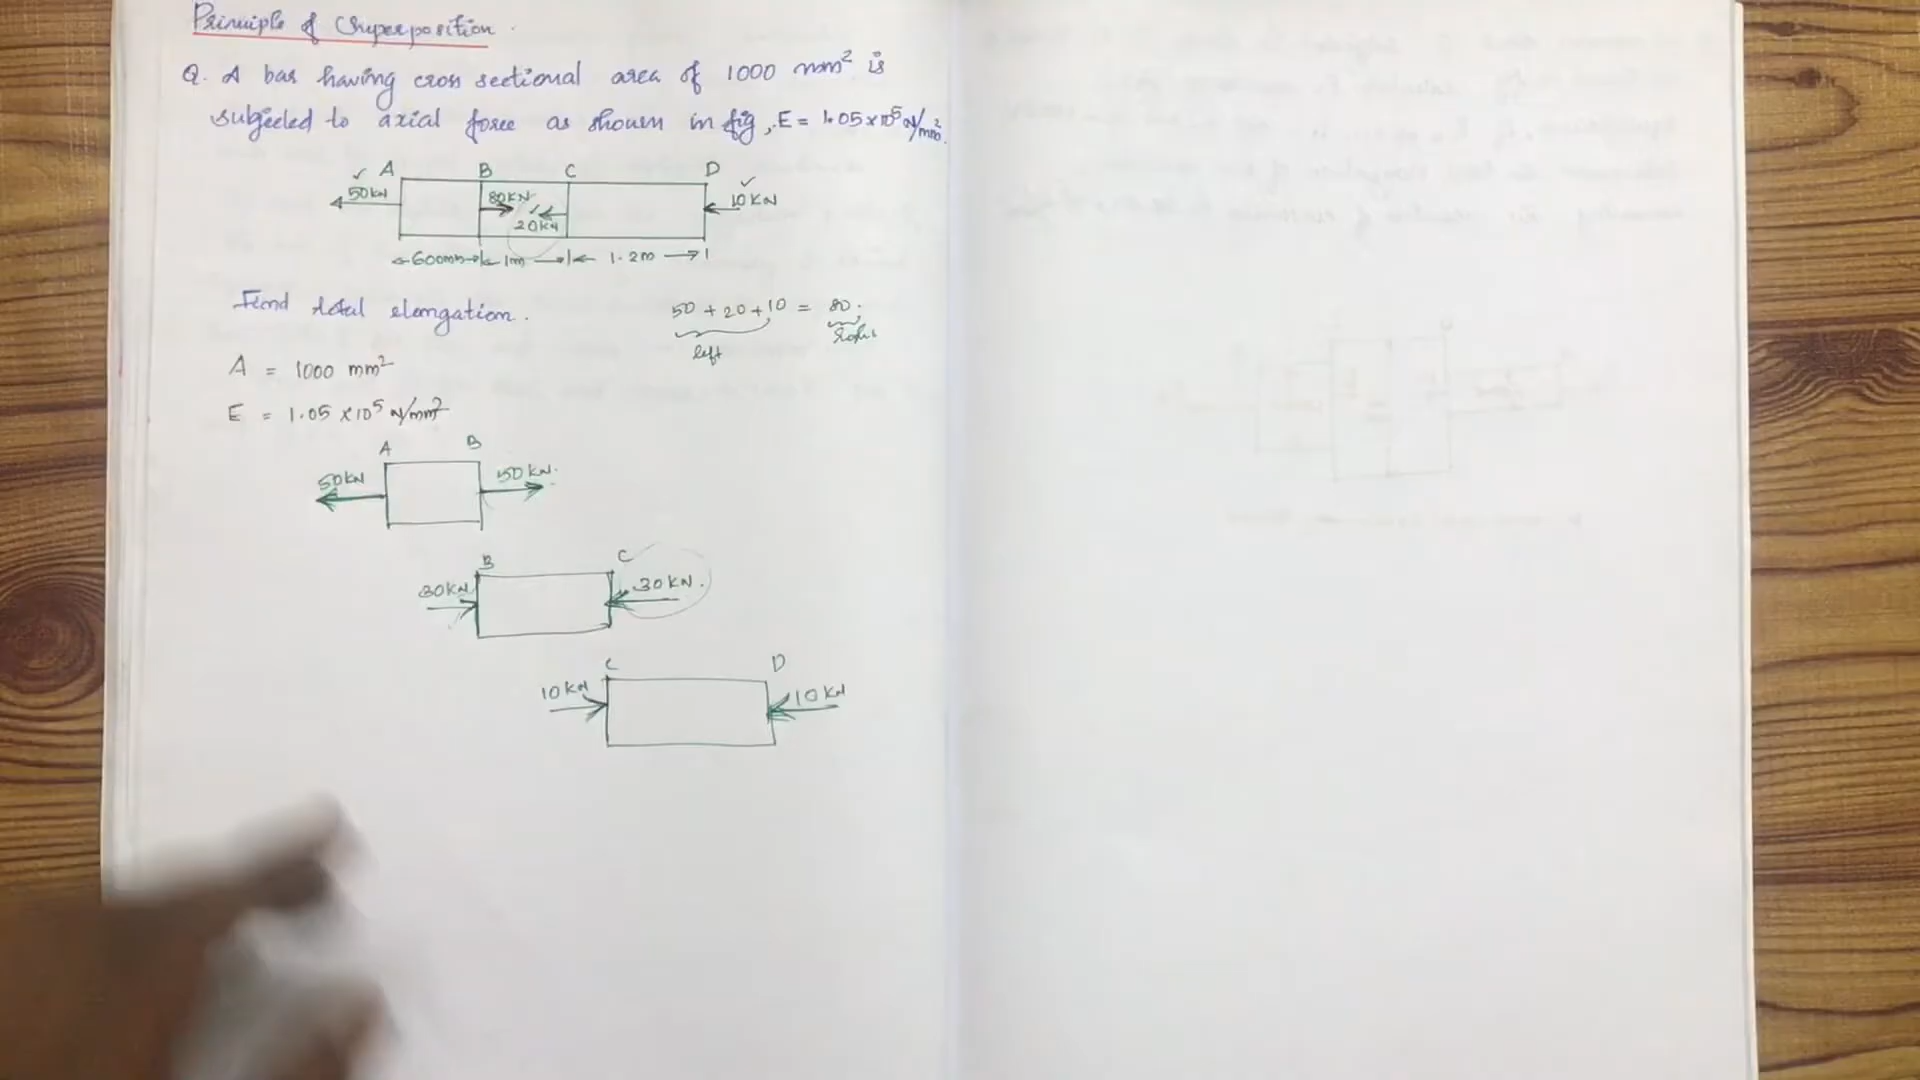 Principle of Superposition.
Q. A bar having cross sectional area of 1000 mm² is
subjected to axial force as shown in fig, E = 1.05×10⁵ N/mm².
A B C D
50kN 80KN 20kN 10KN
600mm 1m 1.2m
Find total elongation.
50 + 20 + 10 = 80.
left
A = 1000 mm²
E = 1.05 ×10⁵ N/mm²
A B
50kN 50kN.
B C
30kN 30KN.
C D
10kN 10kN